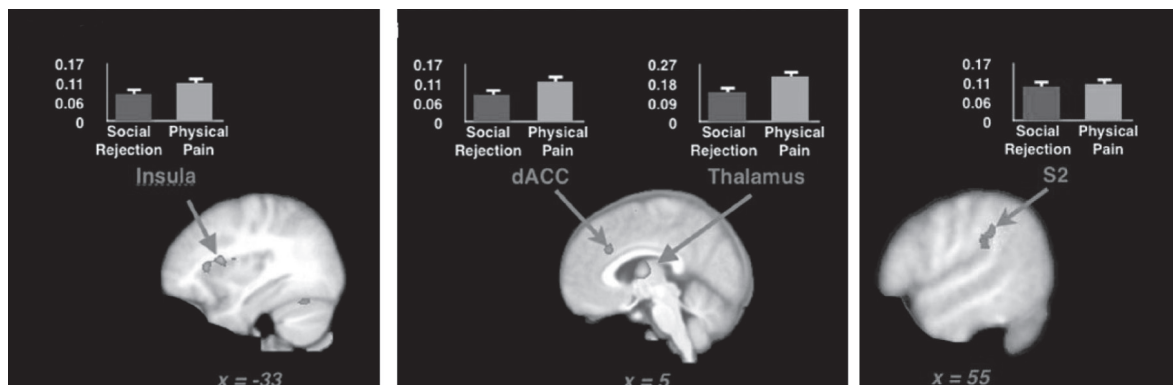 0.17
0.11
0.06
0
Social Rejection
Physical Pain
Insula
x = -33
0.17
0.11
0.06
0
Social Rejection
Physical Pain
dACC
0.27
0.18
0.09
0
Social Rejection
Physical Pain
Thalamus
x = 5
0.17
0.11
0.06
0
Social Rejection
Physical Pain
S2
x = 55